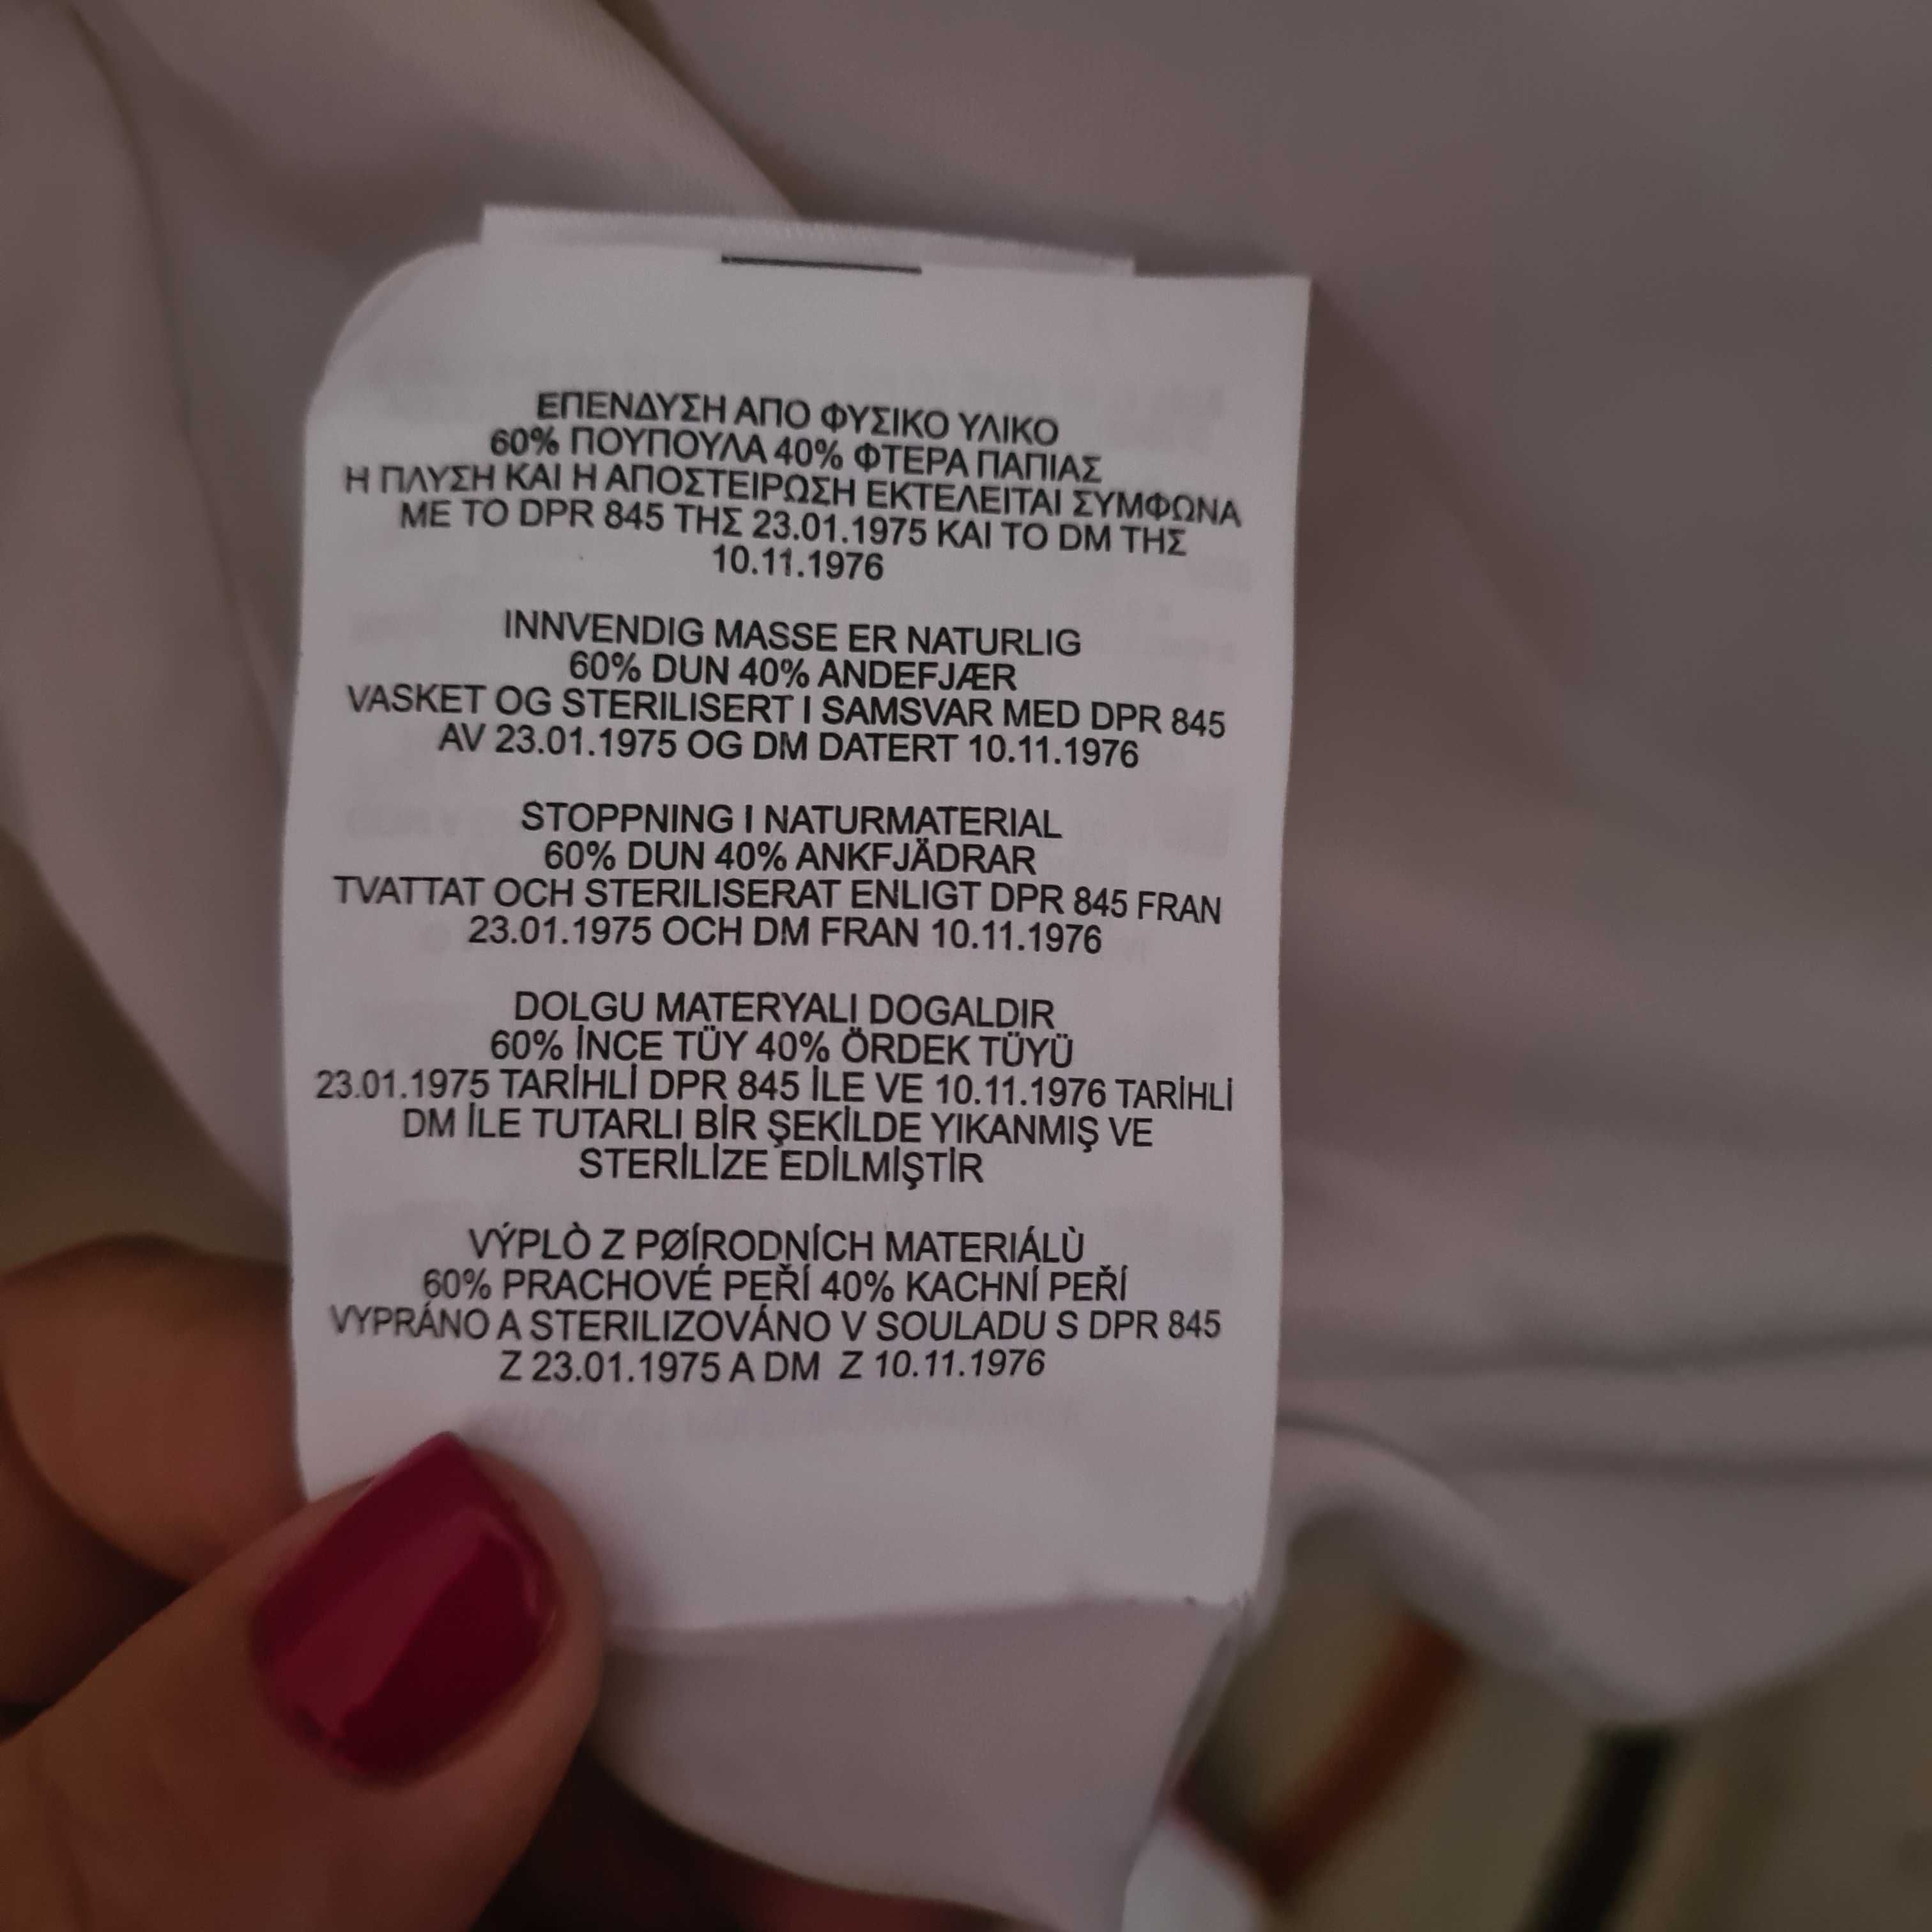 ΕΠΕΝΔΥΣΗ ΑΠΟ ΦΥΣΙΚΟ ΥΛΙΚΟ
60% ΠΟΥΠΟΥΛΑ 40% ΦΤΕΡΑ ΠΑΠΙΑΣ
Η ΠΛΥΣΗ ΚΑΙ Η ΑΠΟΣΤΕΙΡΩΣΗ ΕΚΤΕΛΕΙΤΑΙ ΣΥΜΦΩΝΑ
ΜΕ ΤΟ DPR 845 ΤΗΣ 23.01.1975 ΚΑΙ ΤΟ DM ΤΗΣ
10.11.1976
INNVENDIG MASSE ER NATURLIG
60% DUN 40% ANDEFJÆR
VASKET OG STERILISERT I SAMSVAR MED DPR 845
AV 23.01.1975 OG DM DATERT 10.11.1976
STOPPNING I NATURMATERIAL
60% DUN 40% ANKFJÄDRAR
TVATTAT OCH STERILISERAT ENLIGT DPR 845 FRAN
23.01.1975 OCH DM FRAN 10.11.1976
DOLGU MATERYALI DOGALDIR
60% İNCE TÜY 40% ÖRDEK TÜYÜ
23.01.1975 TARİHLİ DPR 845 İLE VE 10.11.1976 TARİHLİ
DM İLE TUTARLI BİR ŞEKİLDE YIKANMIŞ VE
STERİLİZE EDİLMİŞTİR
VÝPLÒ Z PØÍRODNÍCH MATERIÁLÙ
60% PRACHOVÉ PEŘÍ 40% KACHNÍ PEŘÍ
VYPRÁNO A STERILIZOVÁNO V SOULADU S DPR 845
Z 23.01.1975 A DM Z 10.11.1976